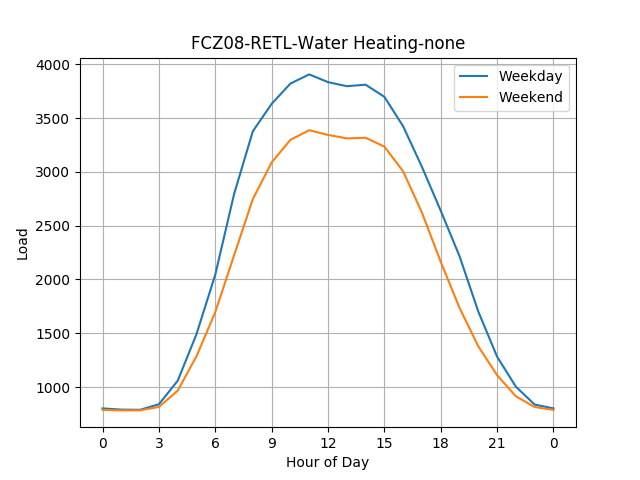 FCZ08-RETL-Water Heating-none
Weekday
Weekend
Load
4000
3500
3000
2500
2000
1500
1000
0 3 6 9 12 15 18 21 0
Hour of Day